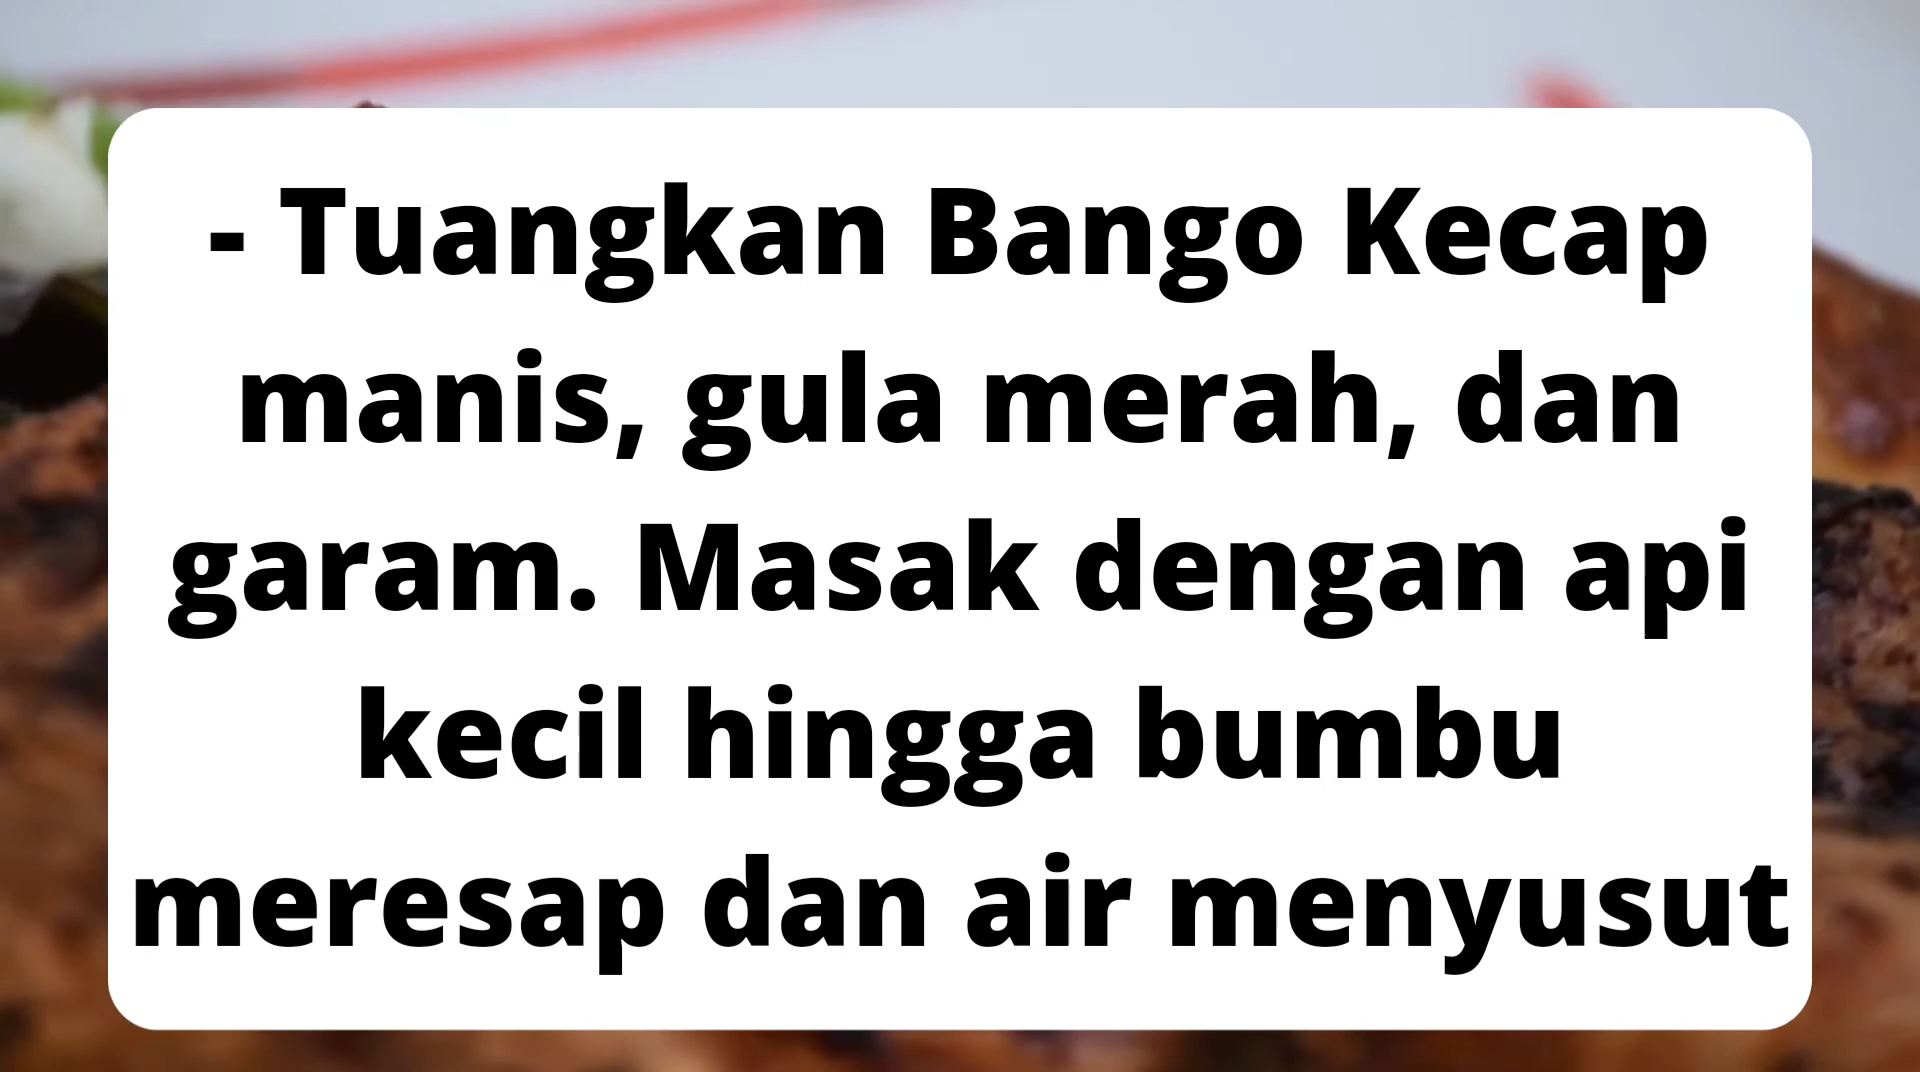 - Tuangkan Bango Kecap
manis, gula merah, dan
garam. Masak dengan api
kecil hingga bumbu
meresap dan air menyusut